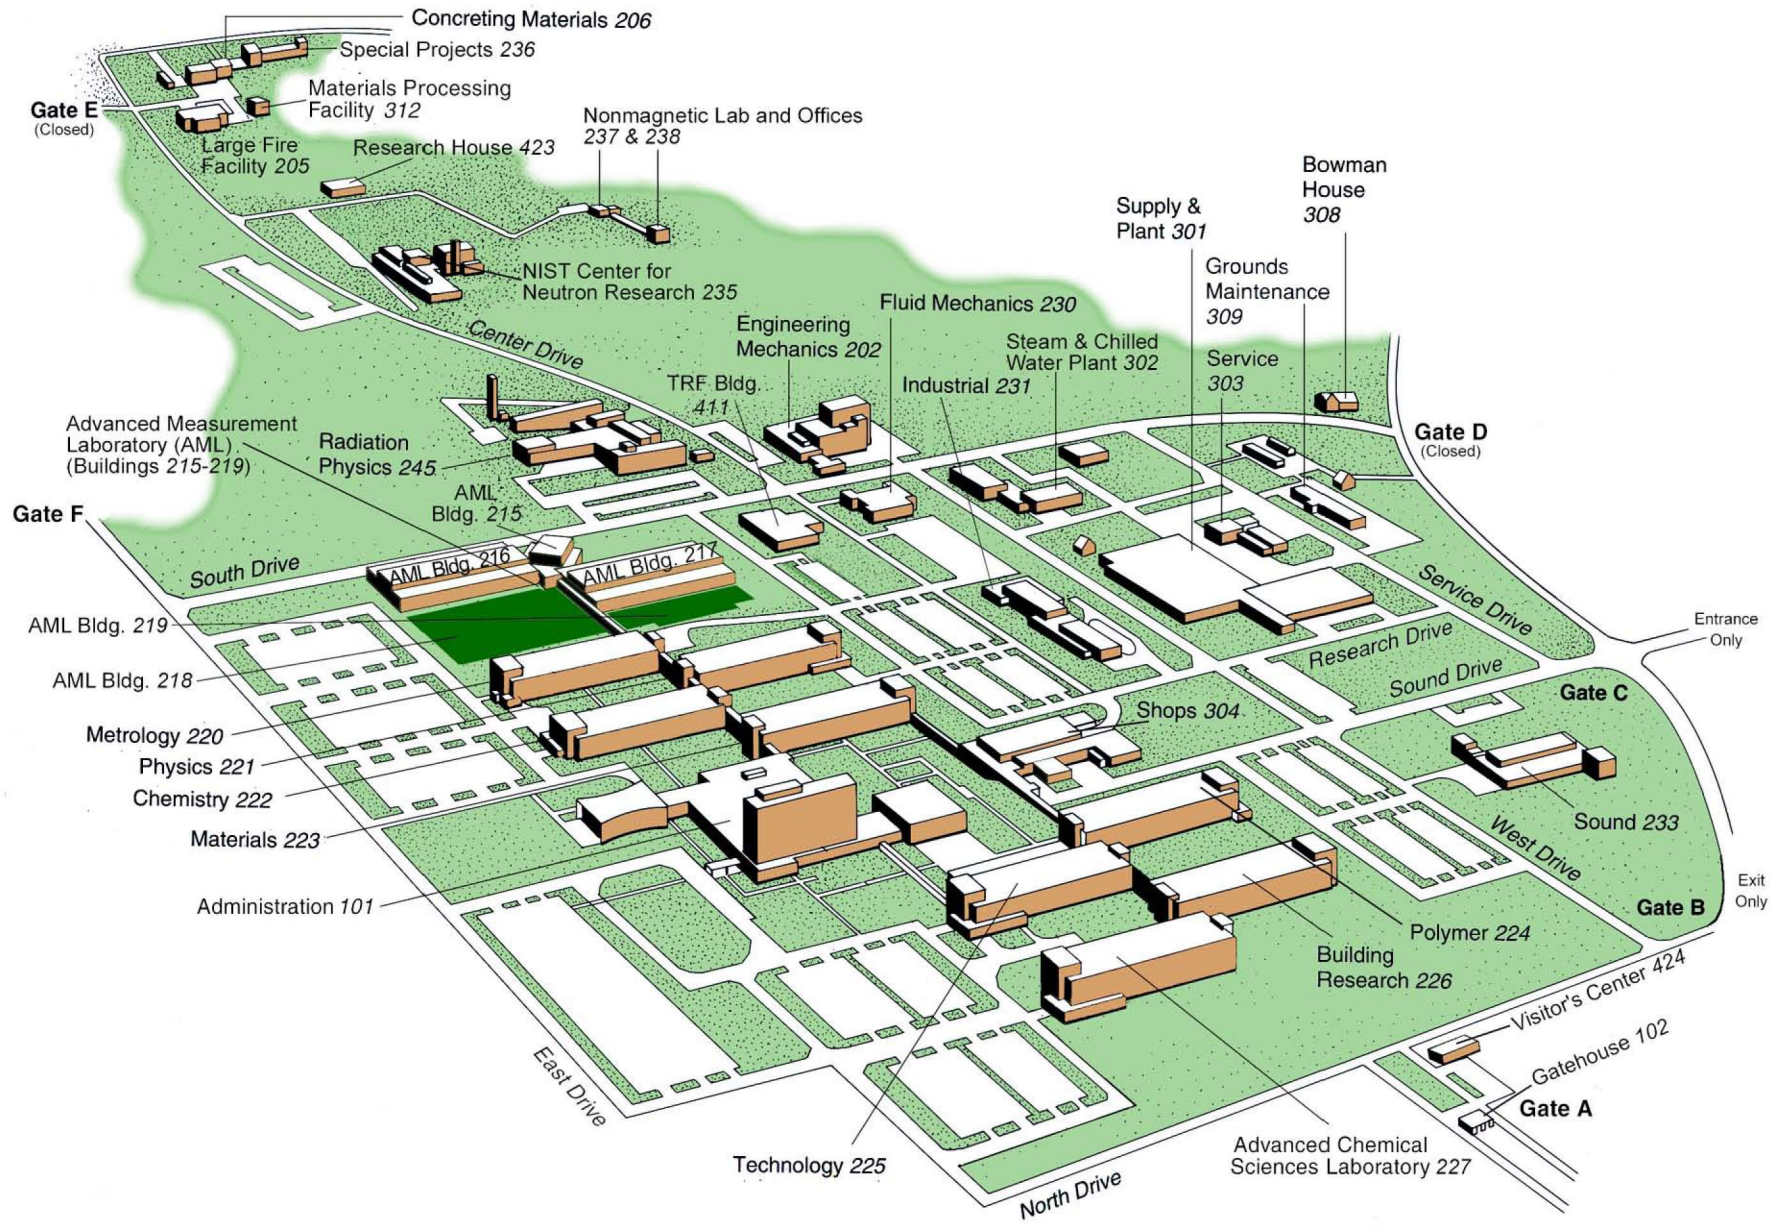 Concreting Materials 206
Special Projects 236
Materials Processing
Facility 312
Gate E
(Closed)
Large Fire
Facility 205
Research House 423
Nonmagnetic Lab and Offices
237 & 238
Bowman
House
308
Supply &
Plant 301
Grounds
Maintenance
309
NIST Center for
Neutron Research 235
Fluid Mechanics 230
Engineering
Mechanics 202
Steam & Chilled
Water Plant 302
Service
303
Center Drive
TRF Bldg.
411
Industrial 231
Advanced Measurement
Laboratory (AML)
(Buildings 215-219)
Radiation
Physics 245
Gate D
(Closed)
AML
Bldg. 215
Gate F
South Drive
AML Bldg. 216
AML Bldg. 217
Service Drive
AML Bldg. 219
Entrance
Only
Research Drive
AML Bldg. 218
Sound Drive
Gate C
Metrology 220
Shops 304
Physics 221
Chemistry 222
Materials 223
Sound 233
West Drive
Administration 101
Exit
Only
Gate B
Polymer 224
Building
Research 226
Visitor's Center 424
Gatehouse 102
East Drive
Gate A
Technology 225
Advanced Chemical
Sciences Laboratory 227
North Drive